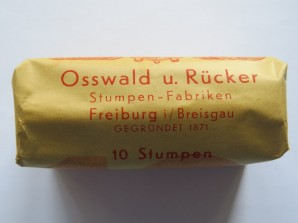 Osswald u. Rücker
Stumpen-Fabriken
Freiburg i/Breisgau
GEGRÜNDET 1871
10 Stumpen